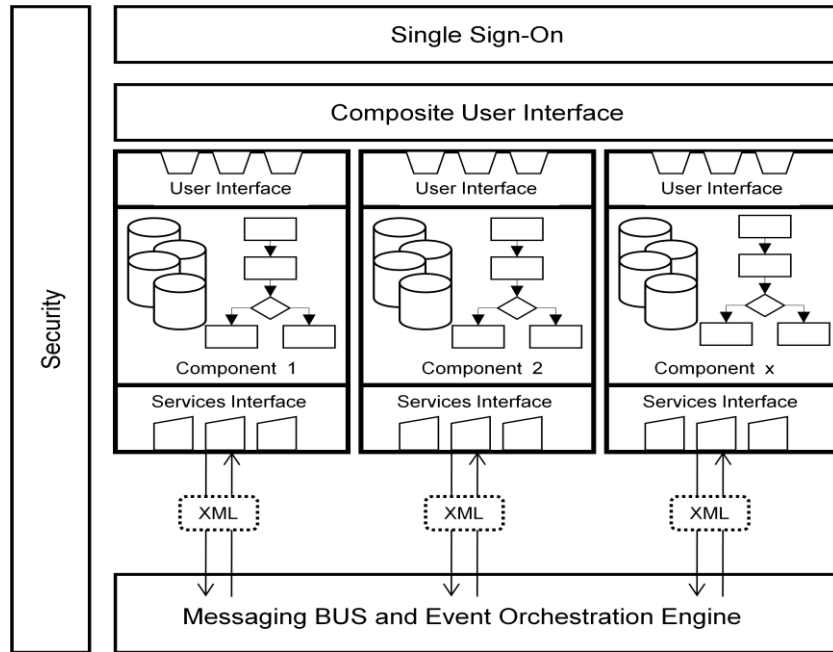 Single Sign-On
Composite User Interface
User Interface
User Interface
User Interface
Security
Component 1
Component 2
Component x
Services Interface
Services Interface
Services Interface
XML
XML
XML
Messaging BUS and Event Orchestration Engine